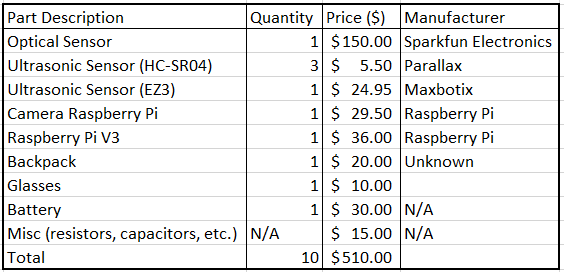 Part Description Quantity Price ($) Manufacturer
Optical Sensor 1 $150.00 Sparkfun Electronics
Ultrasonic Sensor (HC-SR04) 3 $ 5.50 Parallax
Ultrasonic Sensor (EZ3) 1 $ 24.95 Maxbotix
Camera Raspberry Pi 1 $ 29.50 Raspberry Pi
Raspberry Pi V3 1 $ 36.00 Raspberry Pi
Backpack 1 $ 20.00 Unknown
Glasses 1 $ 10.00
Battery 1 $ 30.00 N/A
Misc (resistors, capacitors, etc.) N/A $ 15.00 N/A
Total 10 $510.00